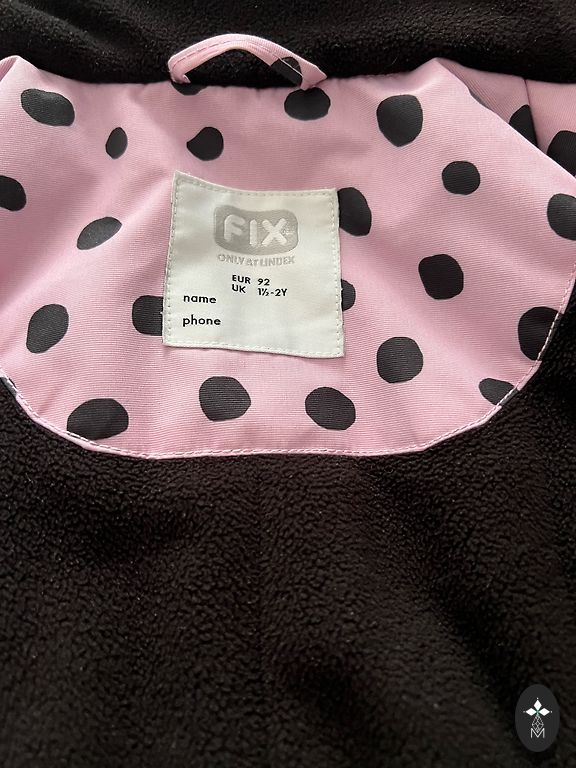 FIX
ONLY AT LINDEX
EUR 92
UK 1½-2Y
name
phone
M